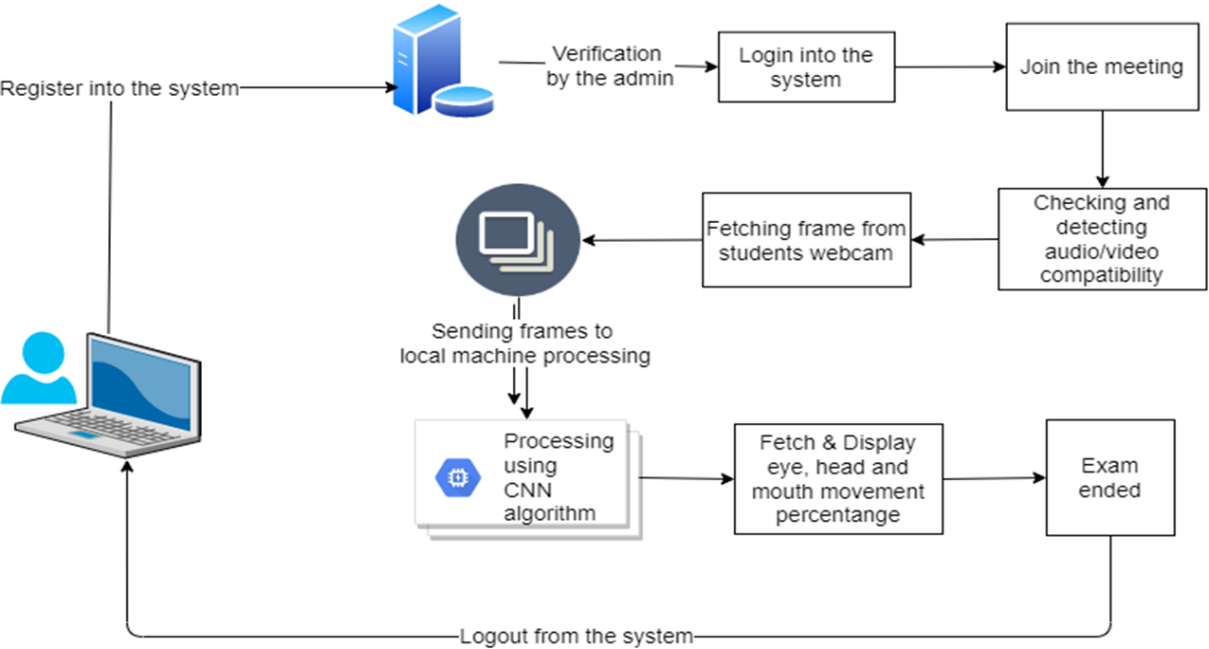 Register into the system
Verification
by the admin
Login into the
system
Join the meeting
Checking and
detecting
audio/video
compatibility
Fetching frame from
students webcam
Sending frames to
local machine processing
Processing
using
CNN
algorithm
Fetch & Display
eye, head and
mouth movement
percentange
Exam
ended
Logout from the system